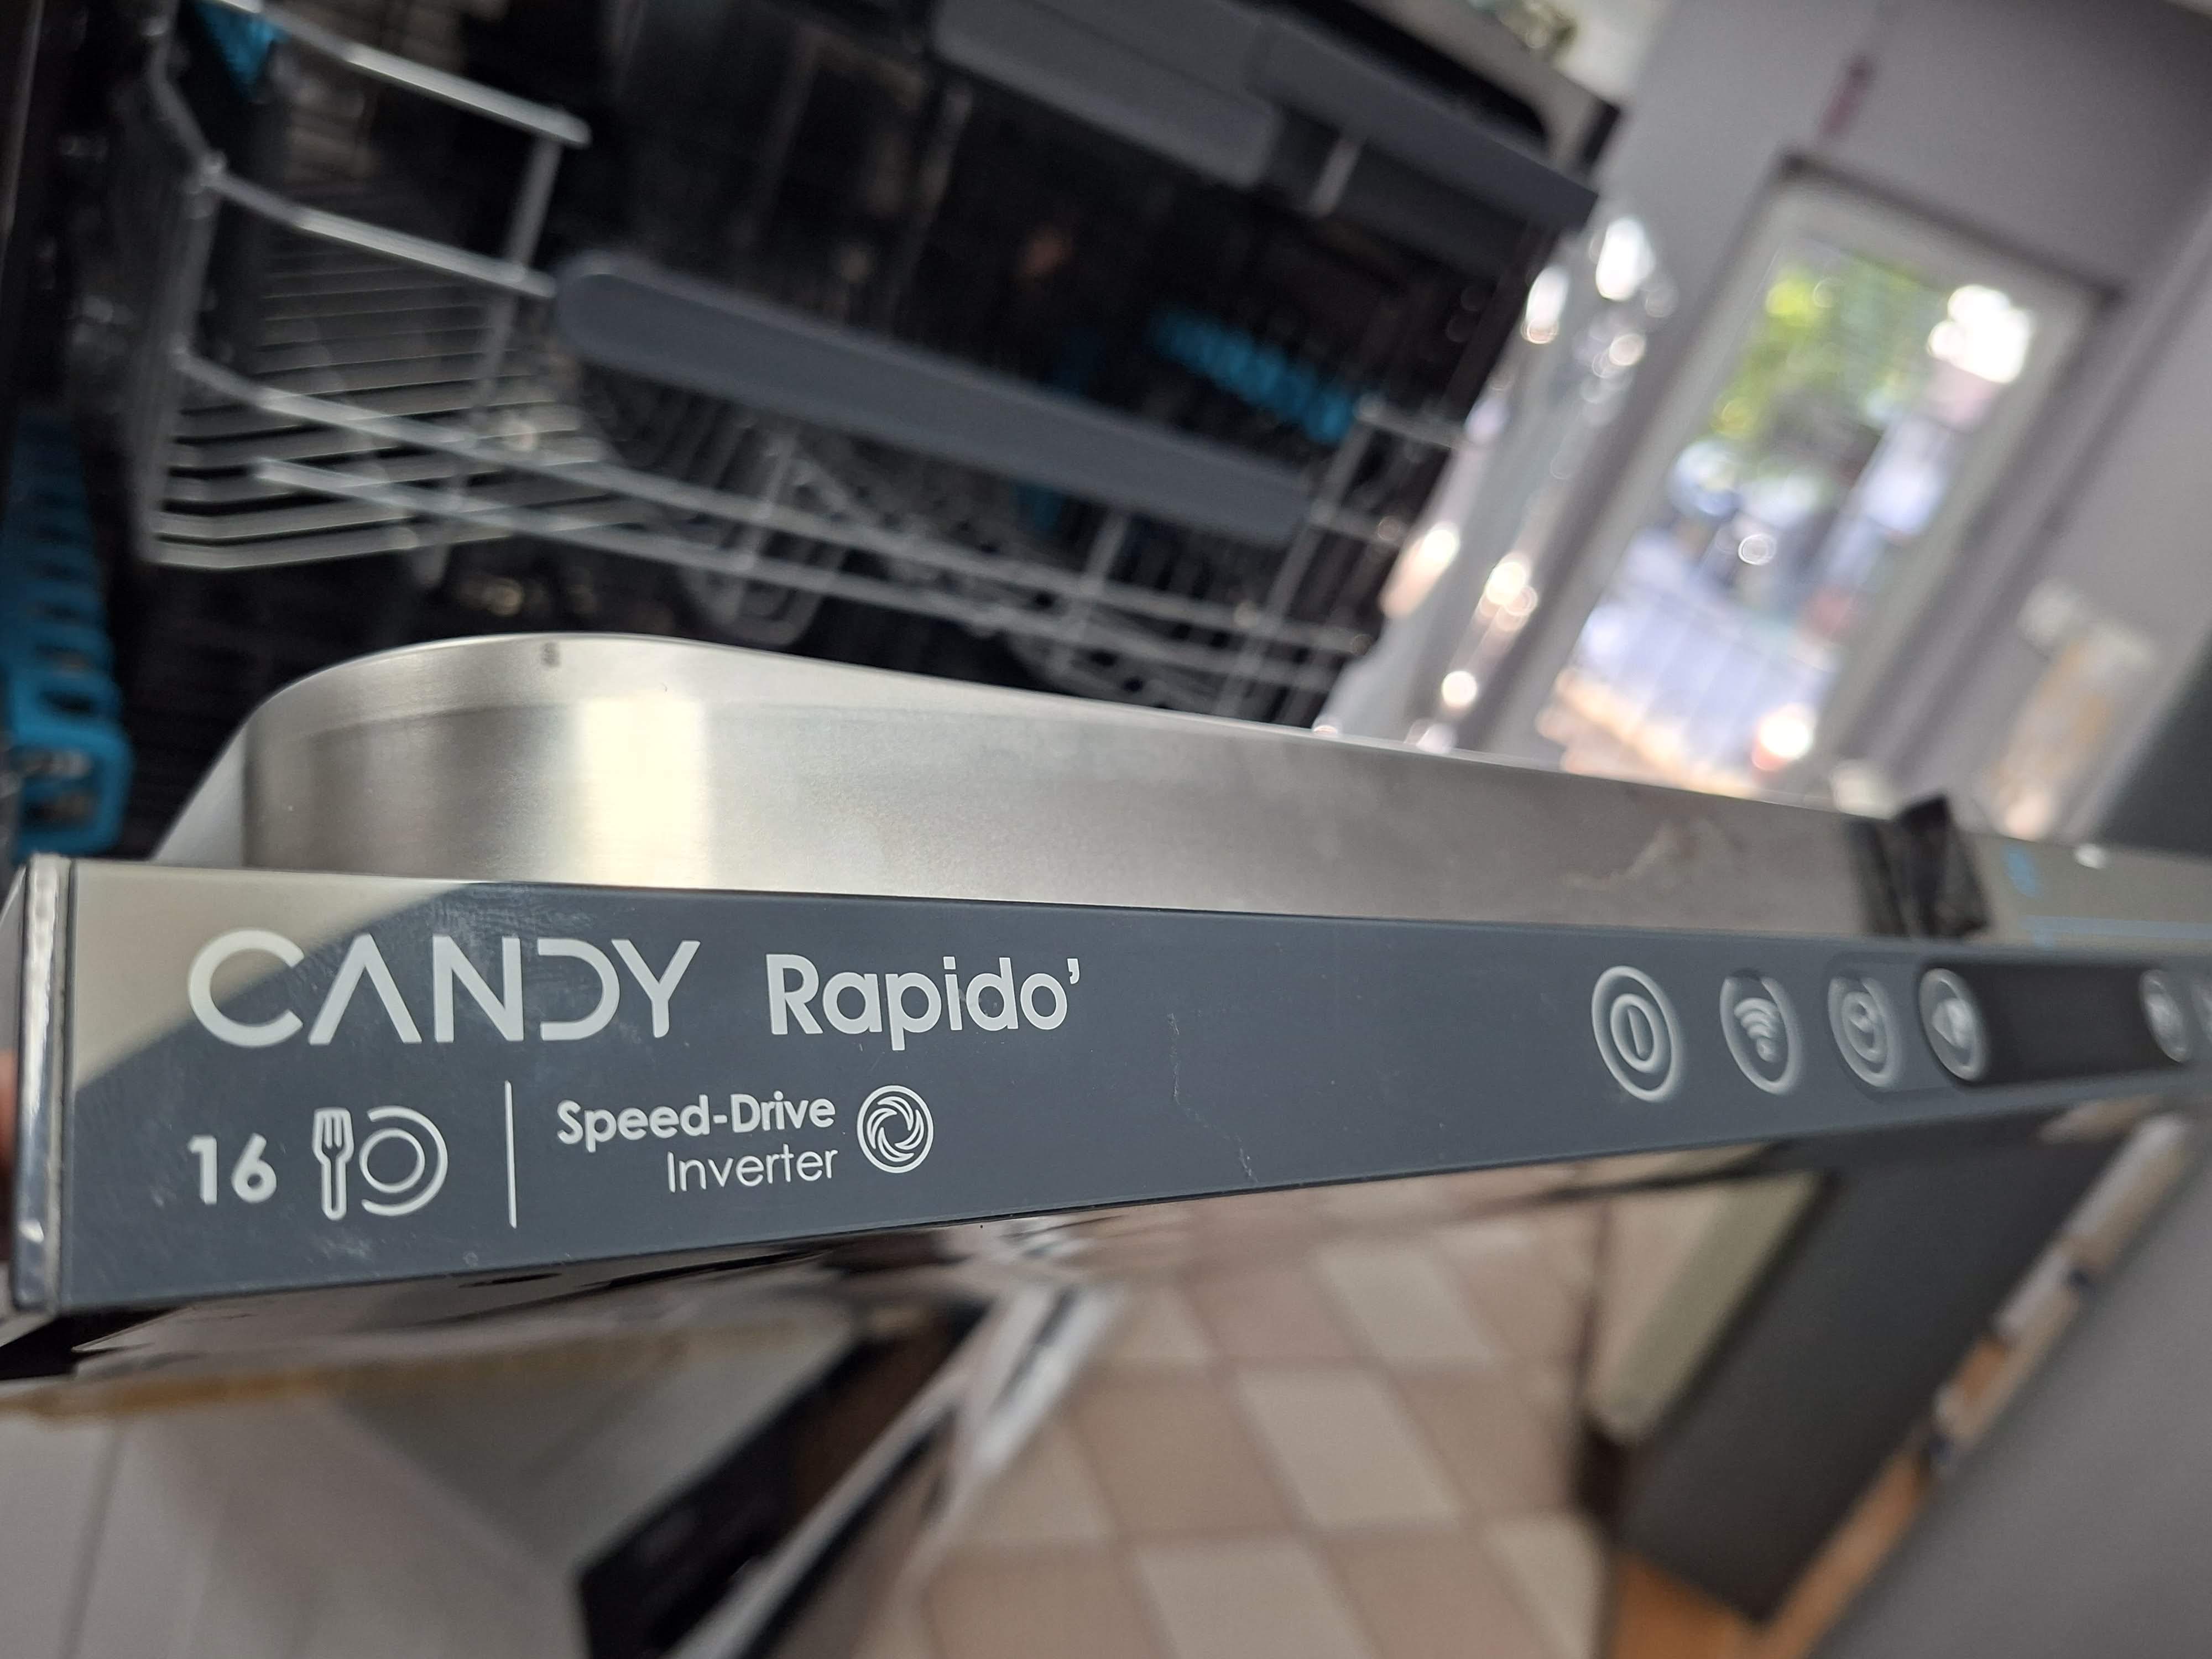 CANDY Rapido'
16
Speed-Drive
Inverter